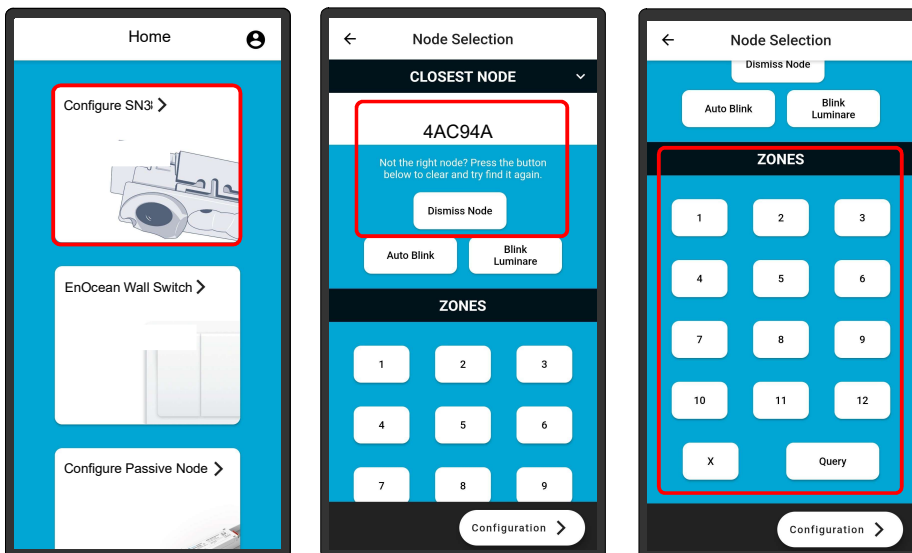 Home
Configure SN3
EnOcean Wall Switch
Configure Passive Node
Node Selection
CLOSEST NODE
4AC94A
Not the right node? Press the button
below to clear and try find it again.
Dismiss Node
Auto Blink
Blink
Luminare
ZONES
1
2
3
4
5
6
7
8
9
Configuration
Node Selection
Dismiss Node
Auto Blink
Blink
Luminare
ZONES
1
2
3
4
5
6
7
8
9
10
11
12
X
Query
Configuration